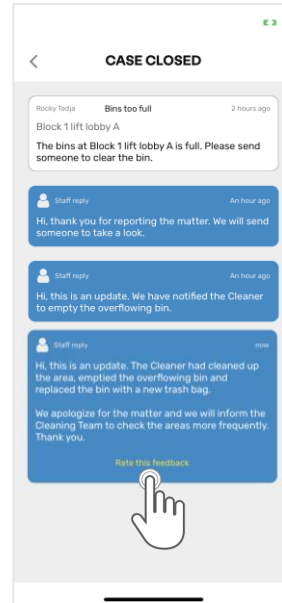 CASE CLOSED
Rocky Tedja Bins too full 2 hours ago
Block 1 lift lobby A
The bins at Block 1 lift lobby A is full. Please send
someone to clear the bin.
Staff reply An hour ago
Hi, thank you for reporting the matter. We will send
someone to take a look.
Staff reply An hour ago
Hi, this is an update. We have notified the Cleaner
to empty the overflowing bin.
Staff reply now
Hi, this is an update. The Cleaner had cleaned up
the area, emptied the overflowing bin and
replaced the bin with a new trash bag.
We apologize for the matter and we will inform the
Cleaning Team to check the areas more frequently.
Thank you.
Rate this feedback